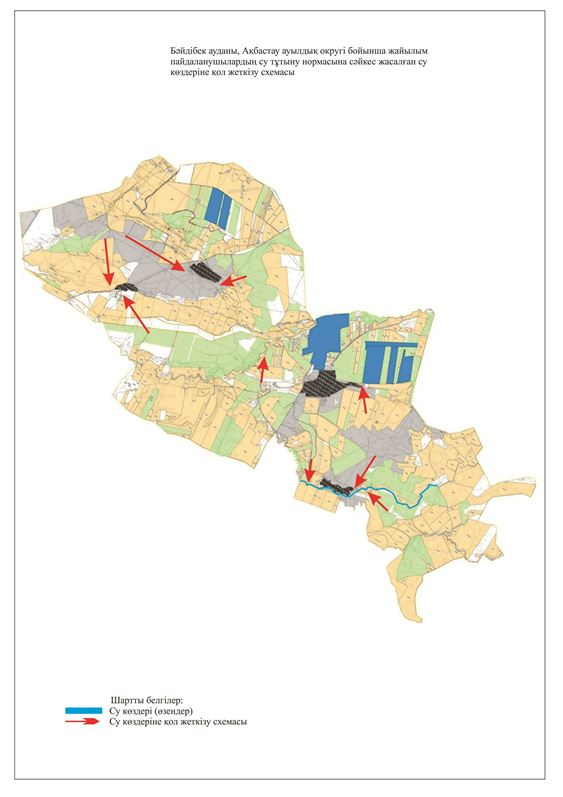 Бәйдібек ауданы, Ақбастау ауылдық округі бойынша жайылым
пайдаланушылардың су тұтыну нормасына сәйкес жасалған су
көздеріне қол жеткізу схемасы
Шартты белгілер:
Су көздері (өзендер)
Су көздеріне қол жеткізу схемасы